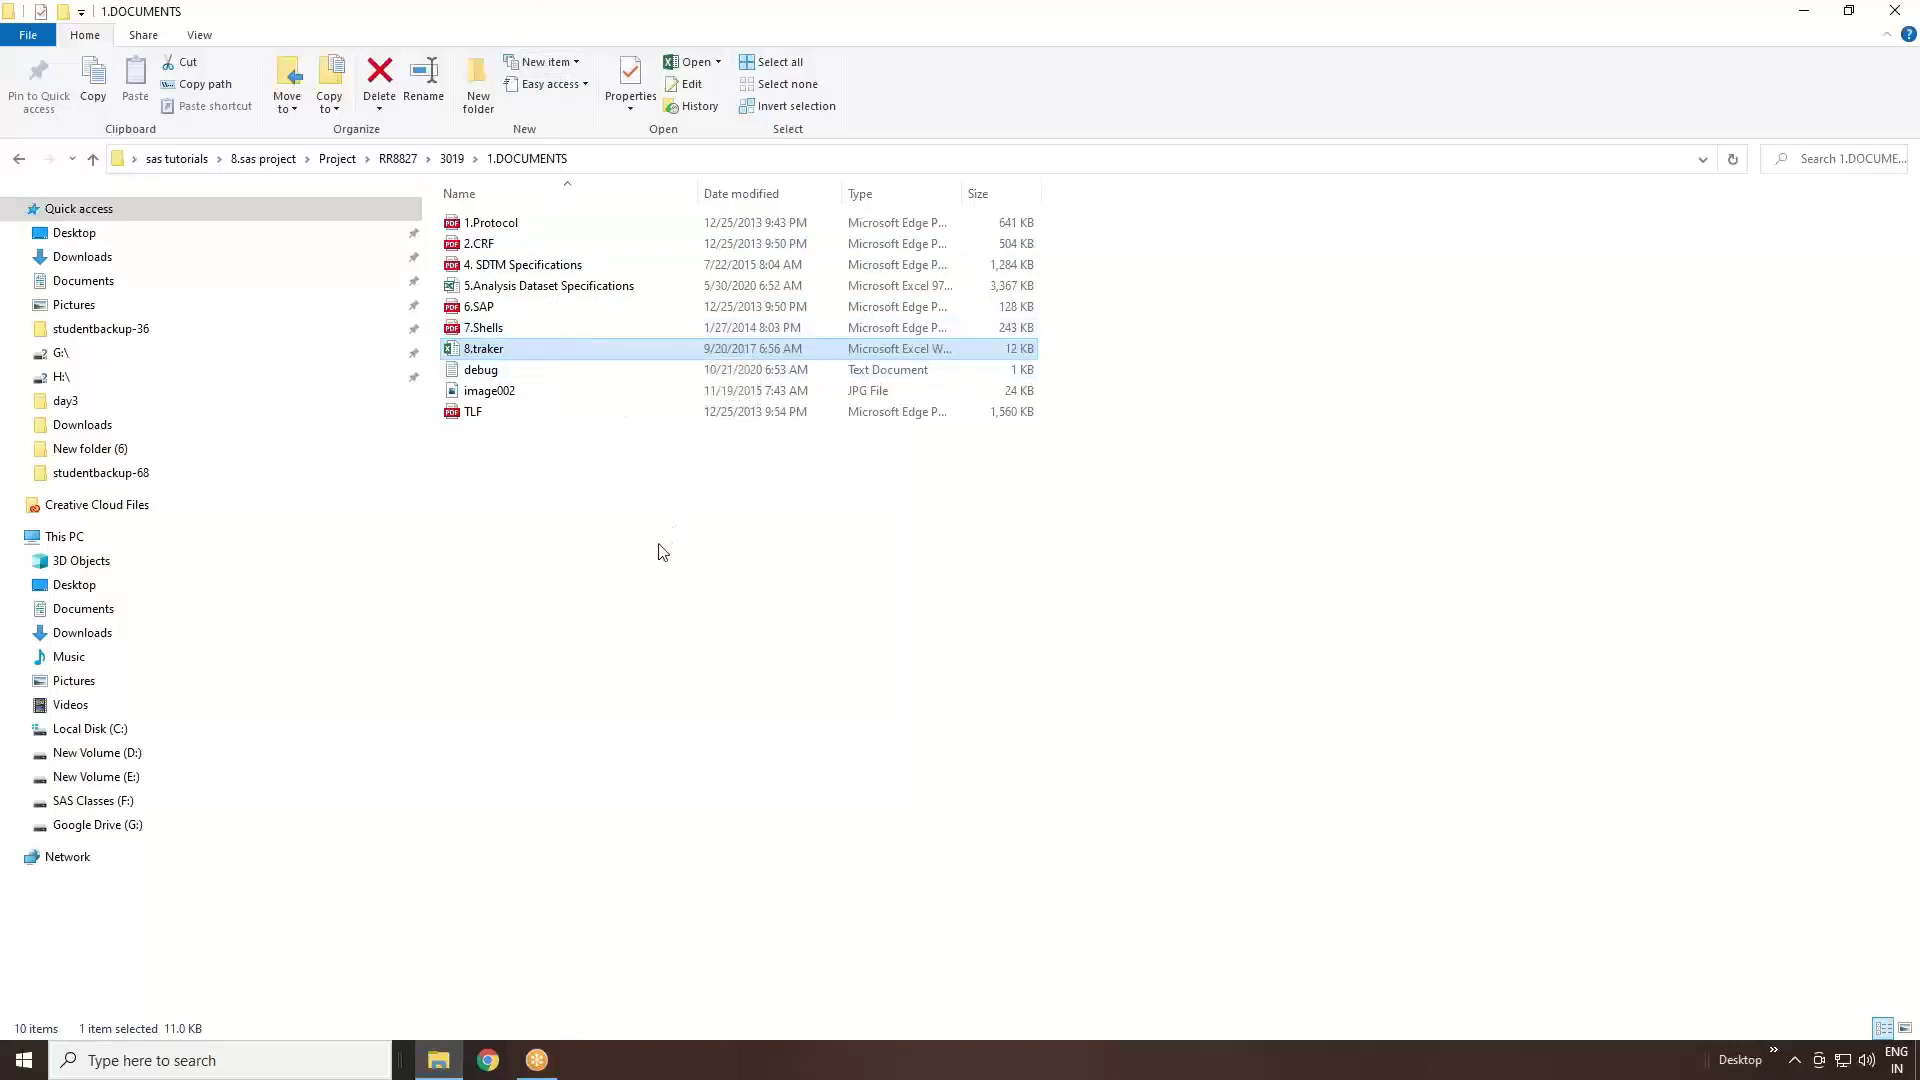 1.DOCUMENTS
File Home Share View
Pin to Quick access
Copy
Paste
Cut
Copy path
Paste shortcut
Clipboard
Move to
Copy to
Delete
Rename
Organize
New folder
New item
Easy access
New
Properties
Open
Edit
History
Open
Select all
Select none
Invert selection
Select
sas tutorials 8.sas project Project RR8827 3019 1.DOCUMENTS
Search 1.DOCUME...
Name Date modified Type Size
1.Protocol 12/25/2013 9:43 PM Microsoft Edge P... 641 KB
2.CRF 12/25/2013 9:50 PM Microsoft Edge P... 504 KB
4. SDTM Specifications 7/22/2015 8:04 AM Microsoft Edge P... 1,284 KB
5.Analysis Dataset Specifications 5/30/2020 6:52 AM Microsoft Excel 97... 3,367 KB
6.SAP 12/25/2013 9:50 PM Microsoft Edge P... 128 KB
7.Shells 1/27/2014 8:03 PM Microsoft Edge P... 243 KB
8.traker 9/20/2017 6:56 AM Microsoft Excel W... 12 KB
debug 10/21/2020 6:53 AM Text Document 1 KB
image002 11/19/2015 7:43 AM JPG File 24 KB
TLF 12/25/2013 9:54 PM Microsoft Edge P... 1,560 KB
Quick access
Desktop
Downloads
Documents
Pictures
studentbackup-36
G:\
H:\
day3
Downloads
New folder (6)
studentbackup-68
Creative Cloud Files
This PC
3D Objects
Desktop
Documents
Downloads
Music
Pictures
Videos
Local Disk (C:)
New Volume (D:)
New Volume (E:)
SAS Classes (F:)
Google Drive (G:)
Network
10 items 1 item selected 11.0 KB
Type here to search
Desktop
ENG
IN